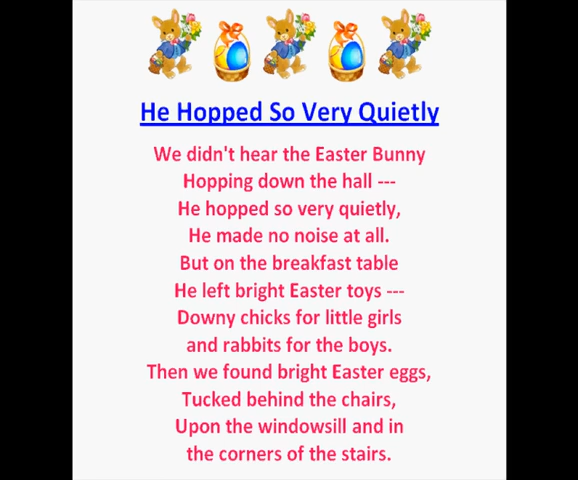 He Hopped So Very Quietly
We didn't hear the Easter Bunny
Hopping down the hall ---
He hopped so very quietly,
He made no noise at all.
But on the breakfast table
He left bright Easter toys ---
Downy chicks for little girls
and rabbits for the boys.
Then we found bright Easter eggs,
Tucked behind the chairs,
Upon the windowsill and in
the corners of the stairs.